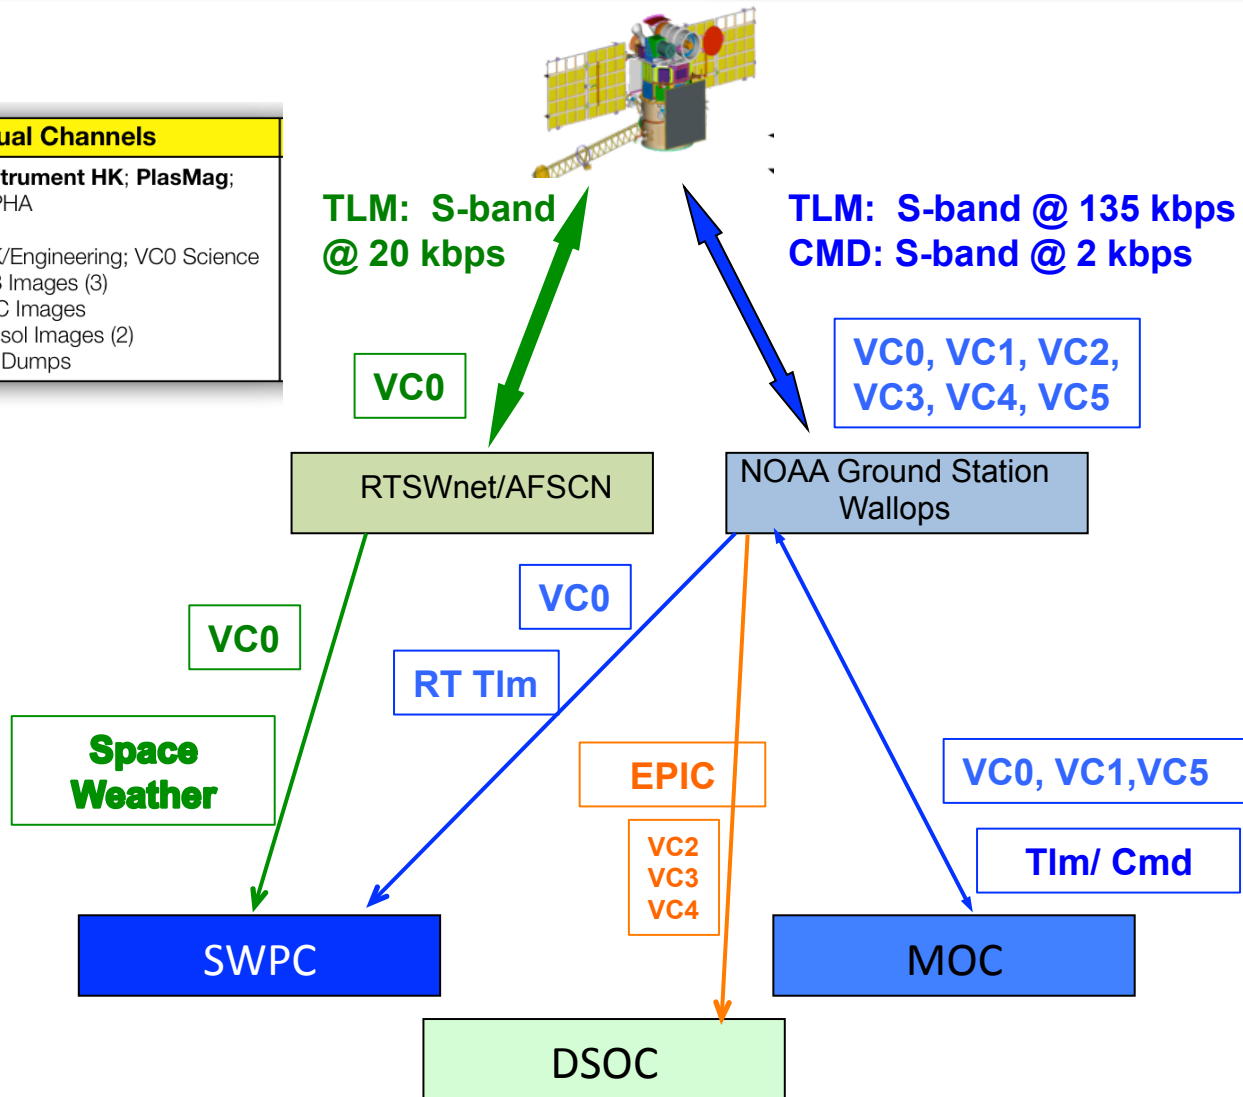 ual Channels
trument HK; PlasMag;
PHA
/Engineering; VC0 Science
Images (3)
C Images
sol Images (2)
Dumps
TLM: S-band
@ 20 kbps
TLM: S-band @ 135 kbps
CMD: S-band @ 2 kbps
VC0
VC0, VC1, VC2,
VC3, VC4, VC5
RTSWnet/AFSCN
NOAA Ground Station
Wallops
VC0
VC0
RT Tlm
Space
Weather
EPIC
VC2
VC3
VC4
VC0, VC1,VC5
Tlm/ Cmd
SWPC
MOC
DSOC